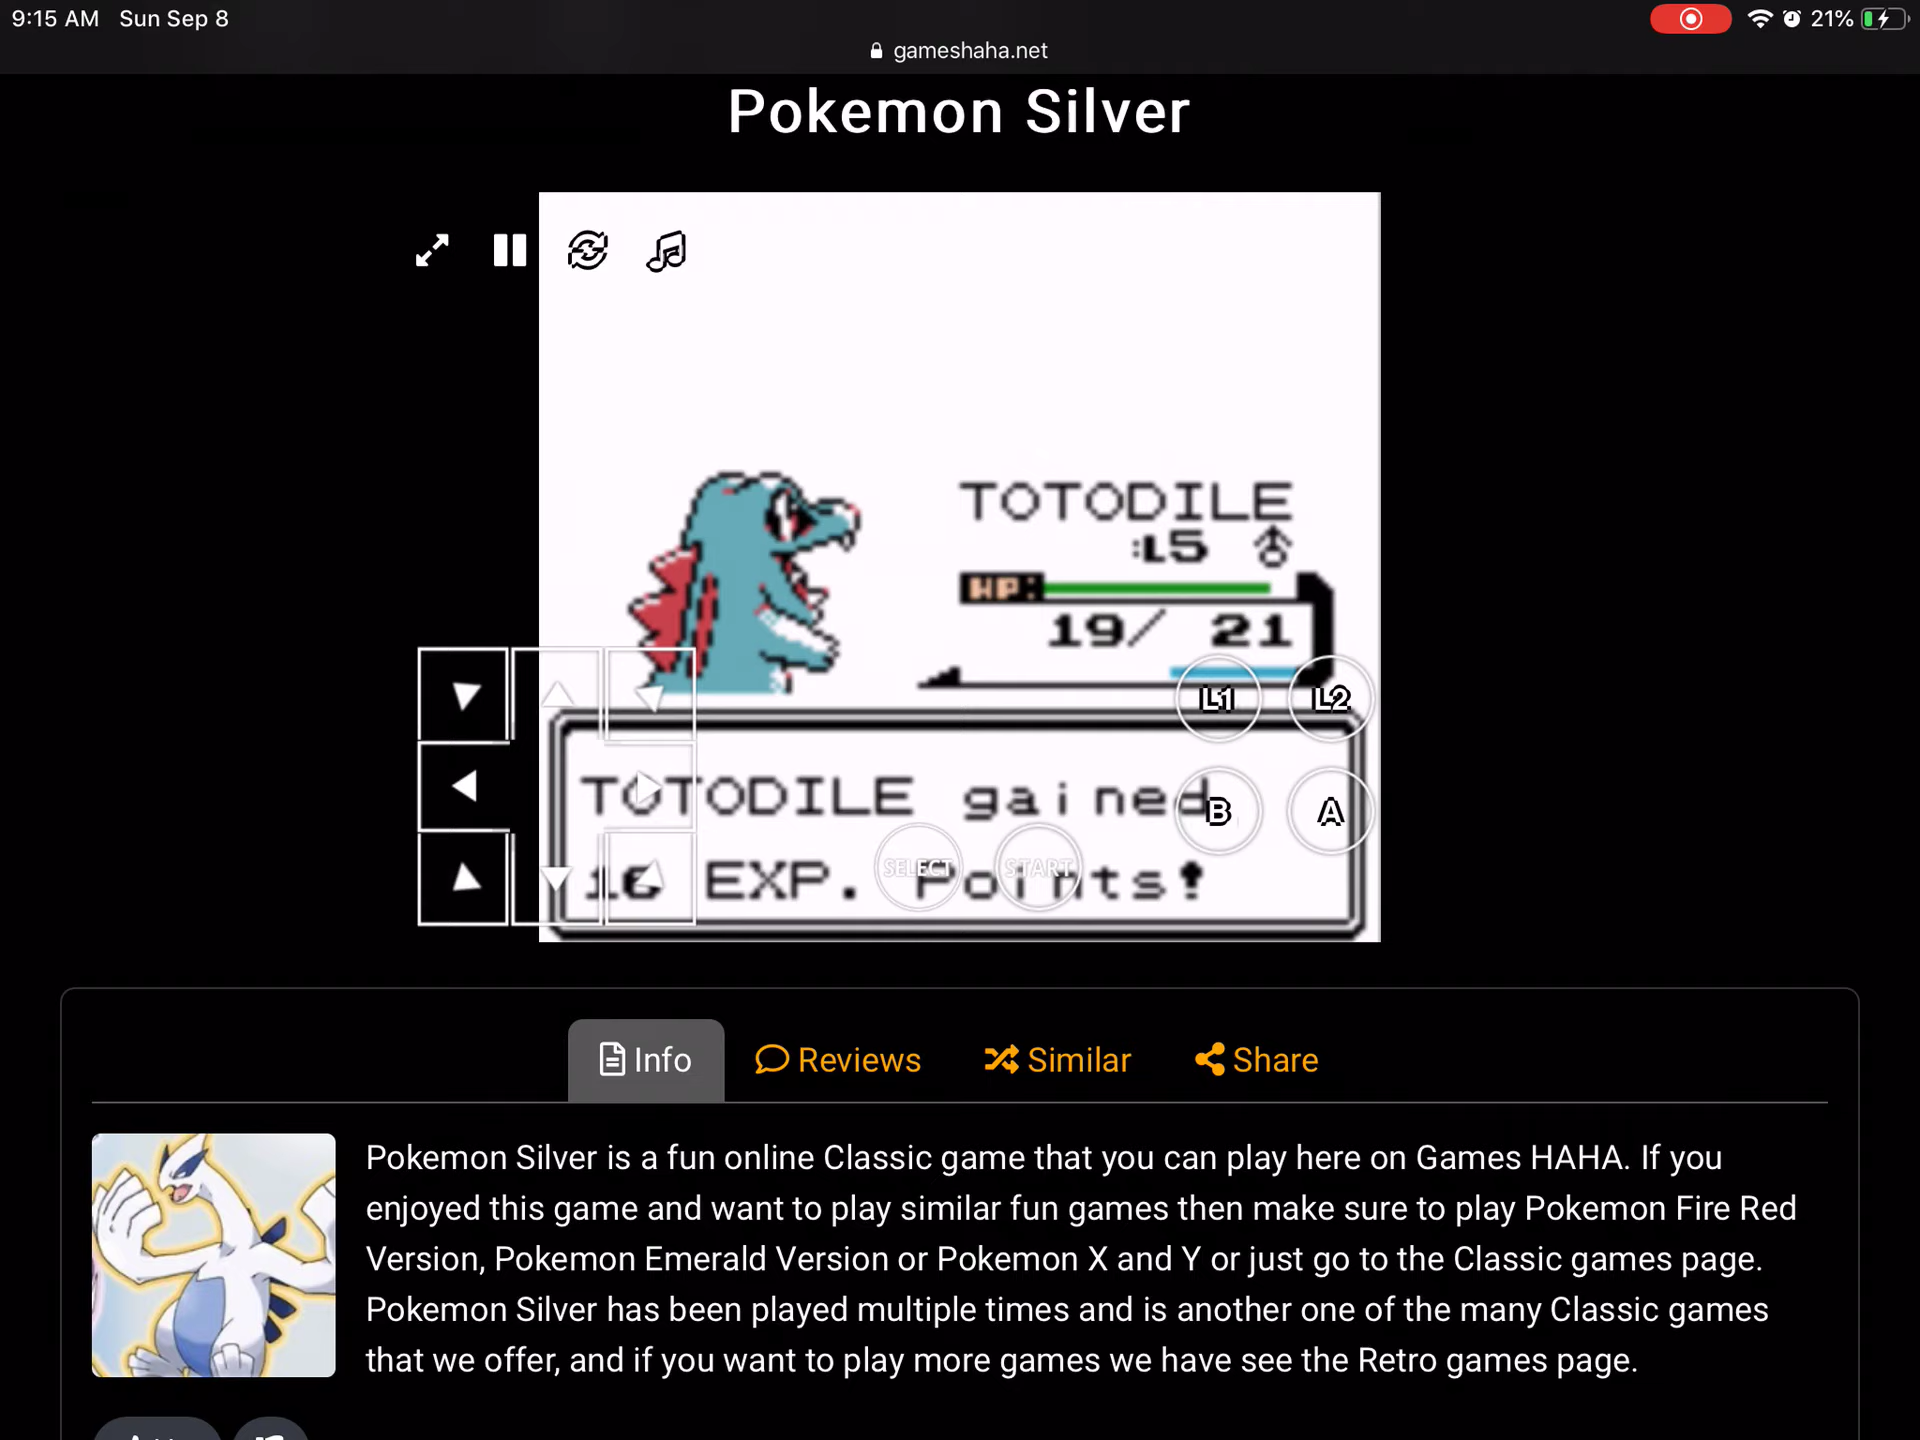 9:15 AM Sun Sep 8
21%
gameshaha.net
Pokemon Silver
TOTODILE
:L5 ♂
HP:
19/ 21
L1 L2
TOTODILE gained
B A
16 EXP. Points!
SELECT START
Info Reviews Similar Share
Pokemon Silver is a fun online Classic game that you can play here on Games HAHA. If you
enjoyed this game and want to play similar fun games then make sure to play Pokemon Fire Red
Version, Pokemon Emerald Version or Pokemon X and Y or just go to the Classic games page.
Pokemon Silver has been played multiple times and is another one of the many Classic games
that we offer, and if you want to play more games we have see the Retro games page.